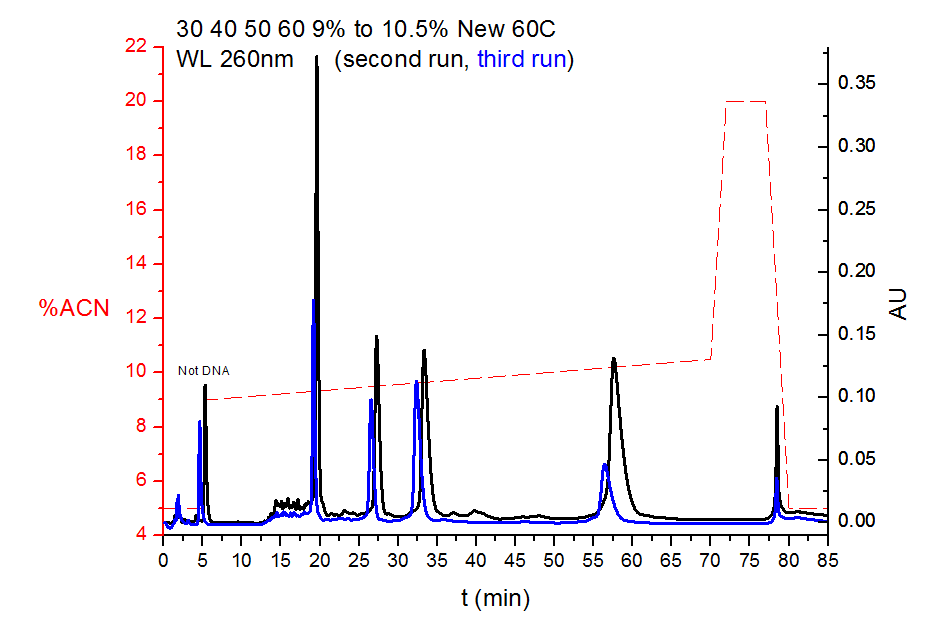 30 40 50 60 9% to 10.5% New 60C
WL 260nm (second run, third run)
22
20
18
16
14
12
10
8
6
4
%ACN
Not DNA
0.35
0.30
0.25
0.20
0.15
0.10
0.05
0.00
AU
0 5 10 15 20 25 30 35 40 45 50 55 60 65 70 75 80 85
t (min)